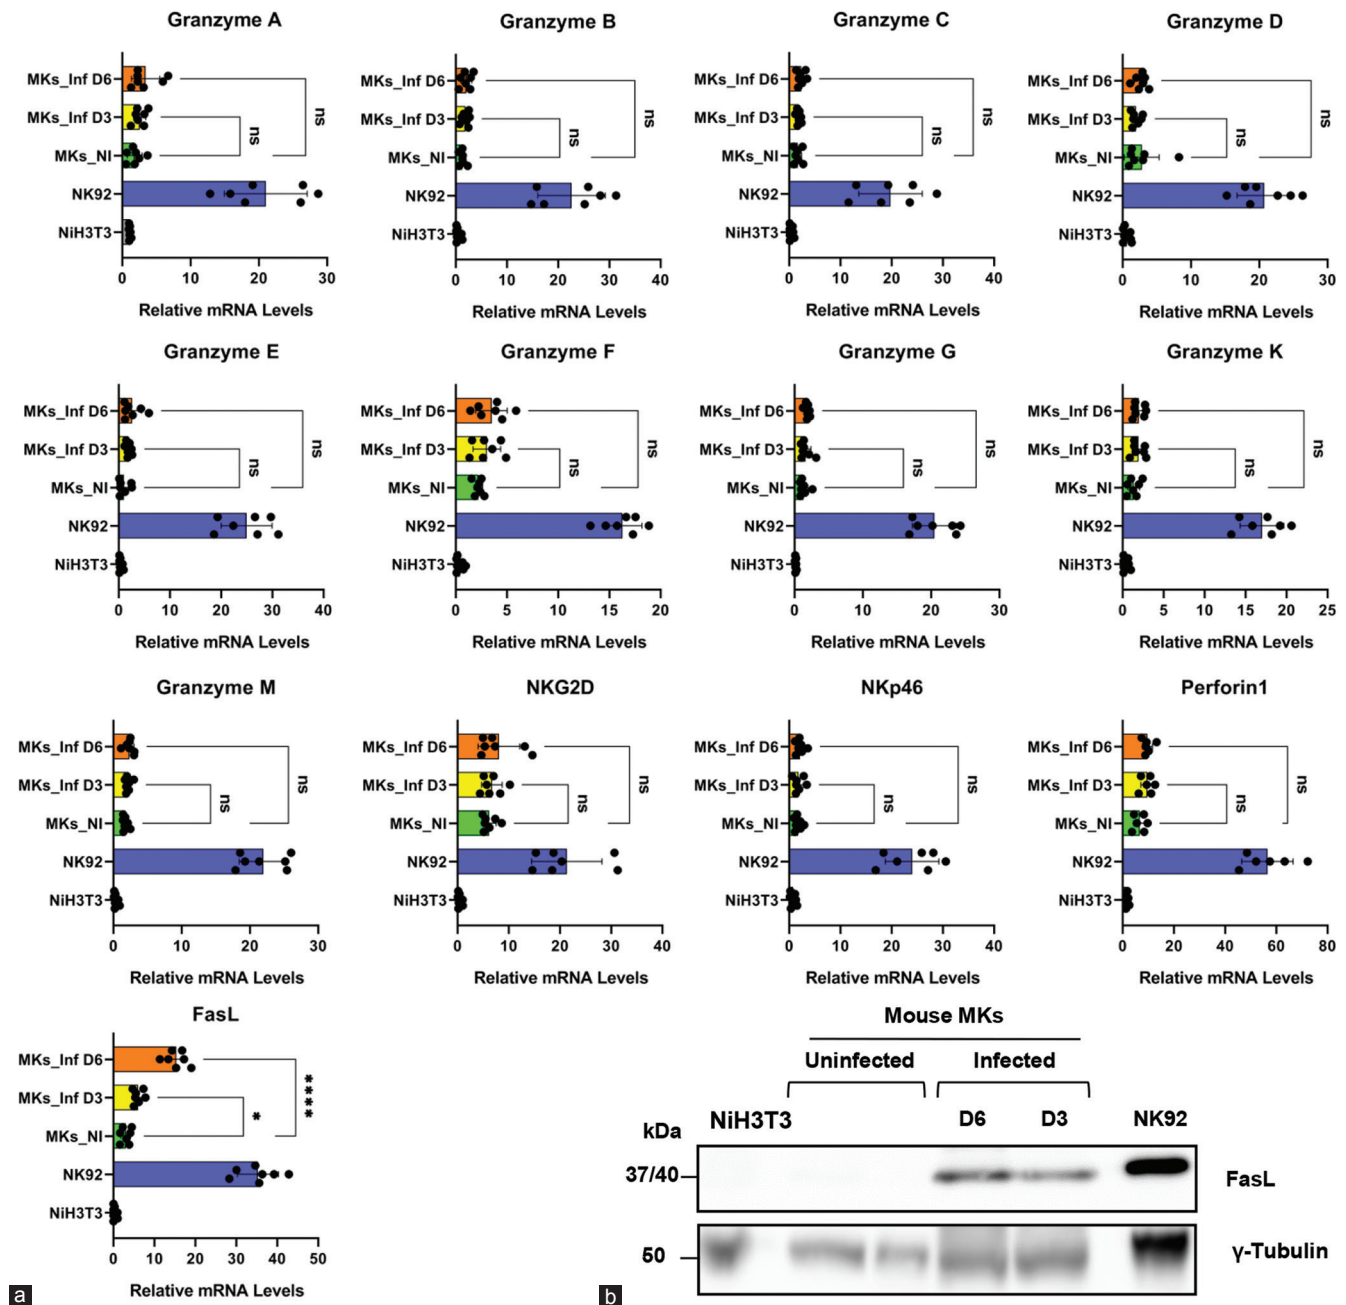 Granzyme A
MKs_Inf D6
MKs_Inf D3
MKs_NI
NK92
NiH3T3
ns
ns
0 10 20 30
Relative mRNA Levels
Granzyme B
MKs_Inf D6
MKs_Inf D3
MKs_NI
NK92
NiH3T3
ns
ns
0 10 20 30 40
Relative mRNA Levels
Granzyme C
MKs_Inf D6
MKs_Inf D3
MKs_NI
NK92
NiH3T3
ns
ns
0 10 20 30 40
Relative mRNA Levels
Granzyme D
MKs_Inf D6
MKs_Inf D3
MKs_NI
NK92
NiH3T3
ns
ns
0 10 20 30
Relative mRNA Levels
Granzyme E
MKs_Inf D6
MKs_Inf D3
MKs_NI
NK92
NiH3T3
ns
ns
0 10 20 30 40
Relative mRNA Levels
Granzyme F
MKs_Inf D6
MKs_Inf D3
MKs_NI
NK92
NiH3T3
ns
ns
0 5 10 15 20
Relative mRNA Levels
Granzyme G
MKs_Inf D6
MKs_Inf D3
MKs_NI
NK92
NiH3T3
ns
ns
0 10 20 30
Relative mRNA Levels
Granzyme K
MKs_Inf D6
MKs_Inf D3
MKs_NI
NK92
NiH3T3
ns
ns
0 5 10 15 20 25
Relative mRNA Levels
Granzyme M
MKs_Inf D6
MKs_Inf D3
MKs_NI
NK92
NiH3T3
ns
ns
0 10 20 30
Relative mRNA Levels
NKG2D
MKs_Inf D6
MKs_Inf D3
MKs_NI
NK92
NiH3T3
ns
ns
0 10 20 30 40
Relative mRNA Levels
NKp46
MKs_Inf D6
MKs_Inf D3
MKs_NI
NK92
NiH3T3
ns
ns
0 10 20 30 40
Relative mRNA Levels
Perforin1
MKs_Inf D6
MKs_Inf D3
MKs_NI
NK92
NiH3T3
ns
ns
0 20 40 60 80
Relative mRNA Levels
FasL
MKs_Inf D6
MKs_Inf D3
MKs_NI
NK92
NiH3T3
*
****
0 10 20 30 40 50
Relative mRNA Levels
a
Mouse MKs
Uninfected Infected
NiH3T3 D6 D3 NK92
kDa
37/40 FasL
50 γ-Tubulin
b